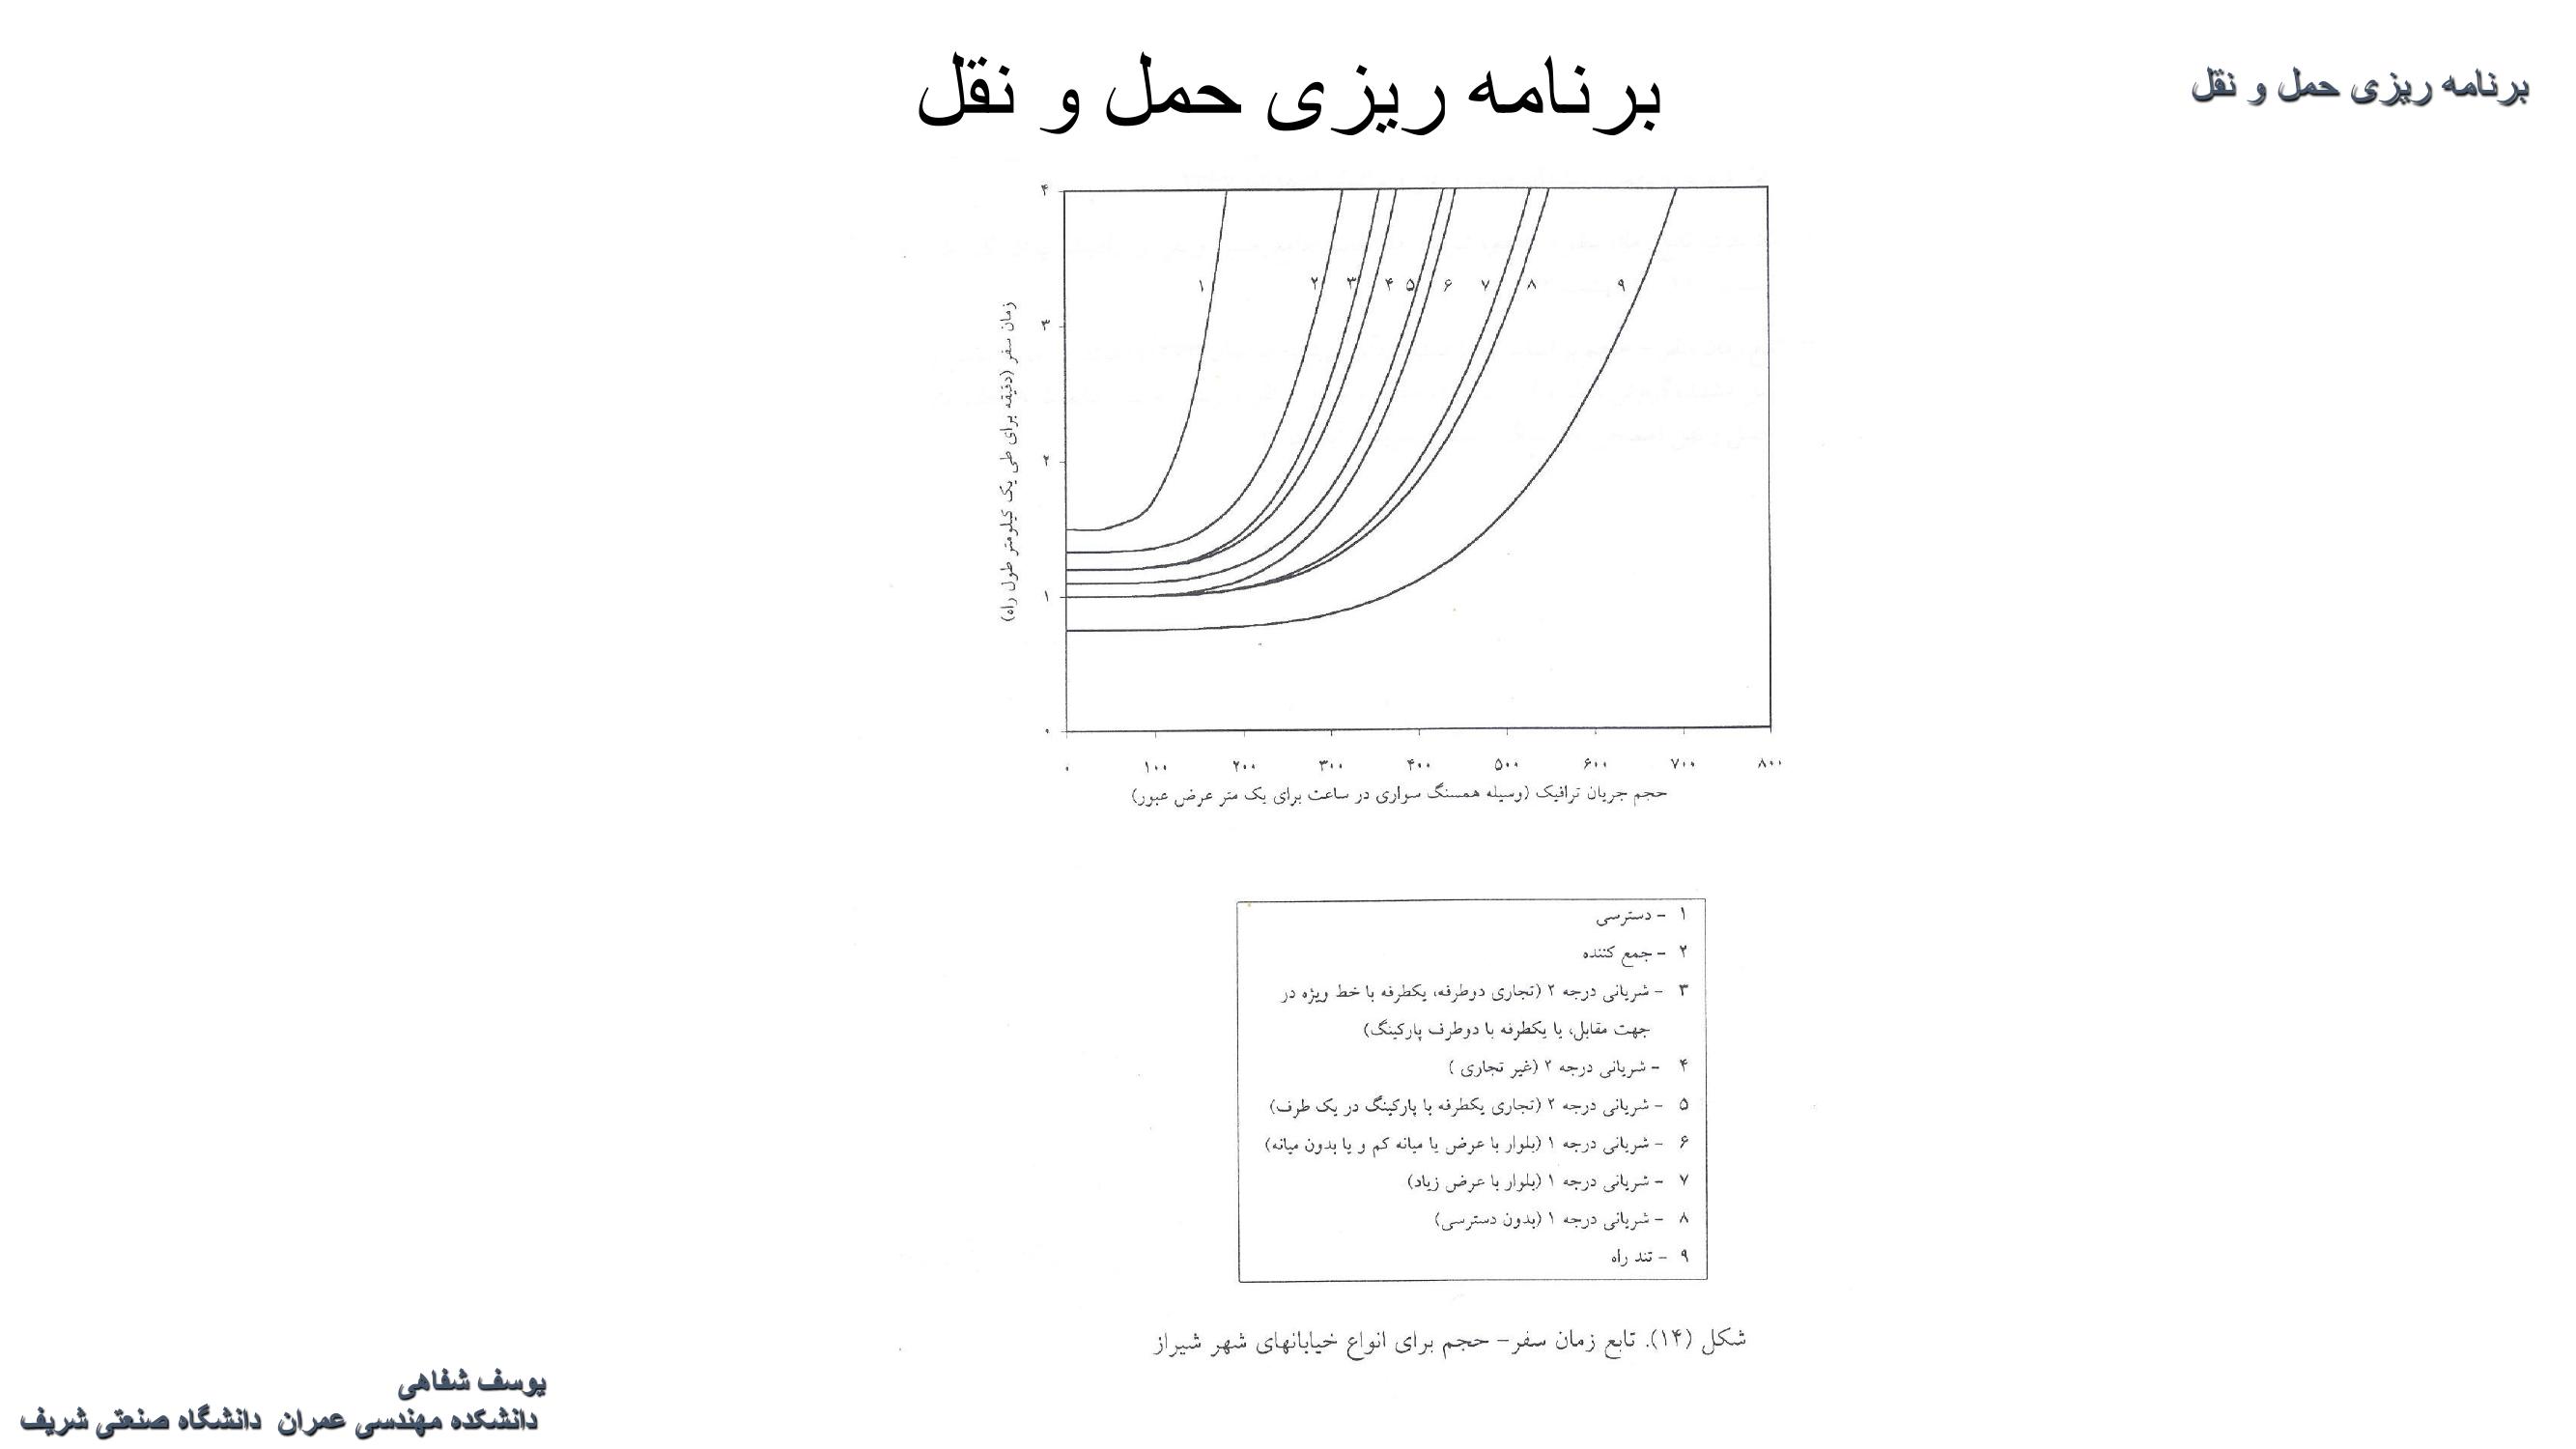 برنامه ریزی حمل و نقل
برنامه ریزی حمل و نقل
۴
۳
۲
۱
۰
زمان سفر (دقیقه برای طی یک کیلومتر طول راه)
۱ ۲ ۳ ۴ ۵ ۶ ۷ ۸ ۹
۰ ۱۰۰ ۲۰۰ ۳۰۰ ۴۰۰ ۵۰۰ ۶۰۰ ۷۰۰ ۸۰۰
حجم جریان ترافیک (وسیله همسنگ سواری در ساعت برای یک متر عرض عبور)
۱ - دسترسی
۲ - جمع کننده
۳ - شریانی درجه ۲ (تجاری دوطرفه، یکطرفه با خط ویژه در
جهت مقابل، یا یکطرفه با دوطرف پارکینگ)
۴ - شریانی درجه ۲ (غیر تجاری )
۵ - شریانی درجه ۲ (تجاری یکطرفه با پارکینگ در یک طرف)
۶ - شریانی درجه ۱ (بلوار با عرض یا میانه کم و یا بدون میانه)
۷ - شریانی درجه ۱ (بلوار با عرض زیاد)
۸ - شریانی درجه ۱ (بدون دسترسی)
۹ - تند راه
شکل (۱۴). تابع زمان سفر- حجم برای انواع خیابانهای شهر شیراز
یوسف شفاهی
دانشکده مهندسی عمران دانشگاه صنعتی شریف